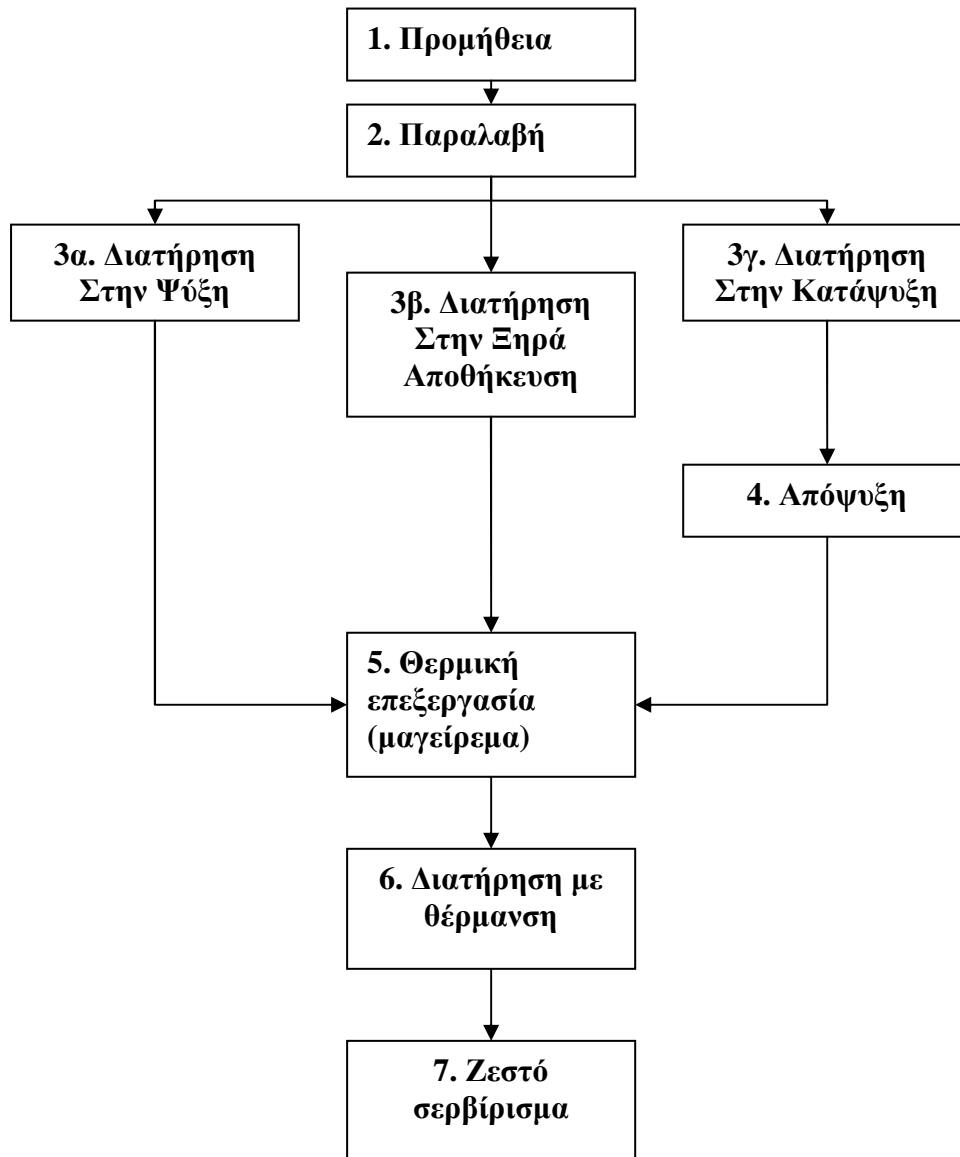 1. Προμήθεια
2. Παραλαβή
3α. Διατήρηση
Στην Ψύξη
3β. Διατήρηση
Στην Ξηρά
Αποθήκευση
3γ. Διατήρηση
Στην Κατάψυξη
4. Απόψυξη
5. Θερμική
επεξεργασία
(μαγείρεμα)
6. Διατήρηση με
θέρμανση
7. Ζεστό
σερβίρισμα